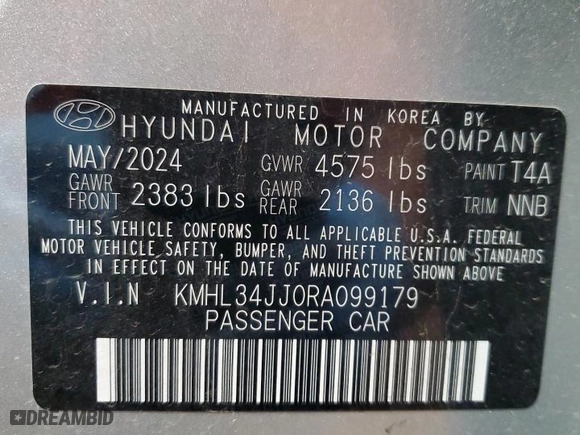 MANUFACTURED IN KOREA BY
HYUNDAI MOTOR COMPANY
MAY/2024 GVWR 4575 lbs PAINT T4A
GAWR FRONT 2383 lbs GAWR REAR 2136 lbs TRIM NNB
THIS VEHICLE CONFORMS TO ALL APPLICABLE U.S.A. FEDERAL
MOTOR VEHICLE SAFETY, BUMPER, AND THEFT PREVENTION STANDARDS
IN EFFECT ON THE DATE OF MANUFACTURE SHOWN ABOVE
V.I.N KMHL34JJ0RA099179
PASSENGER CAR
DREAMBID